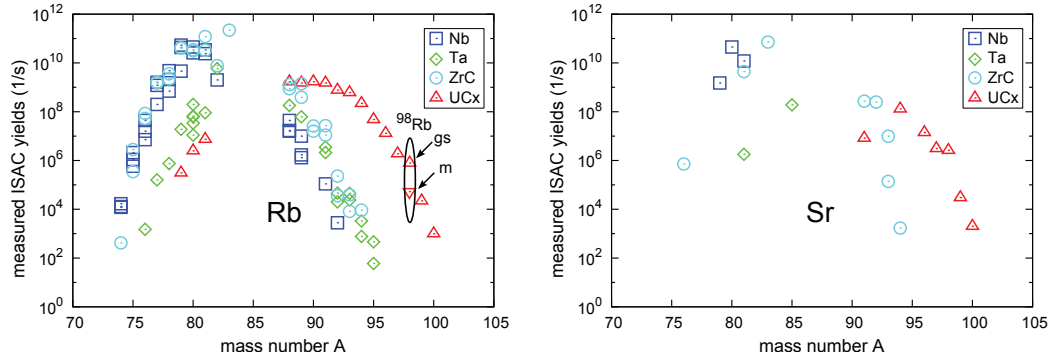 measured ISAC yields (1/s)
10^12
10^10
10^8
10^6
10^4
10^2
10^0
Nb
Ta
ZrC
UCx
^98Rb
gs
m
Rb
70 75 80 85 90 95 100 105
mass number A
measured ISAC yields (1/s)
10^12
10^10
10^8
10^6
10^4
10^2
10^0
Nb
Ta
ZrC
UCx
Sr
70 75 80 85 90 95 100 105
mass number A